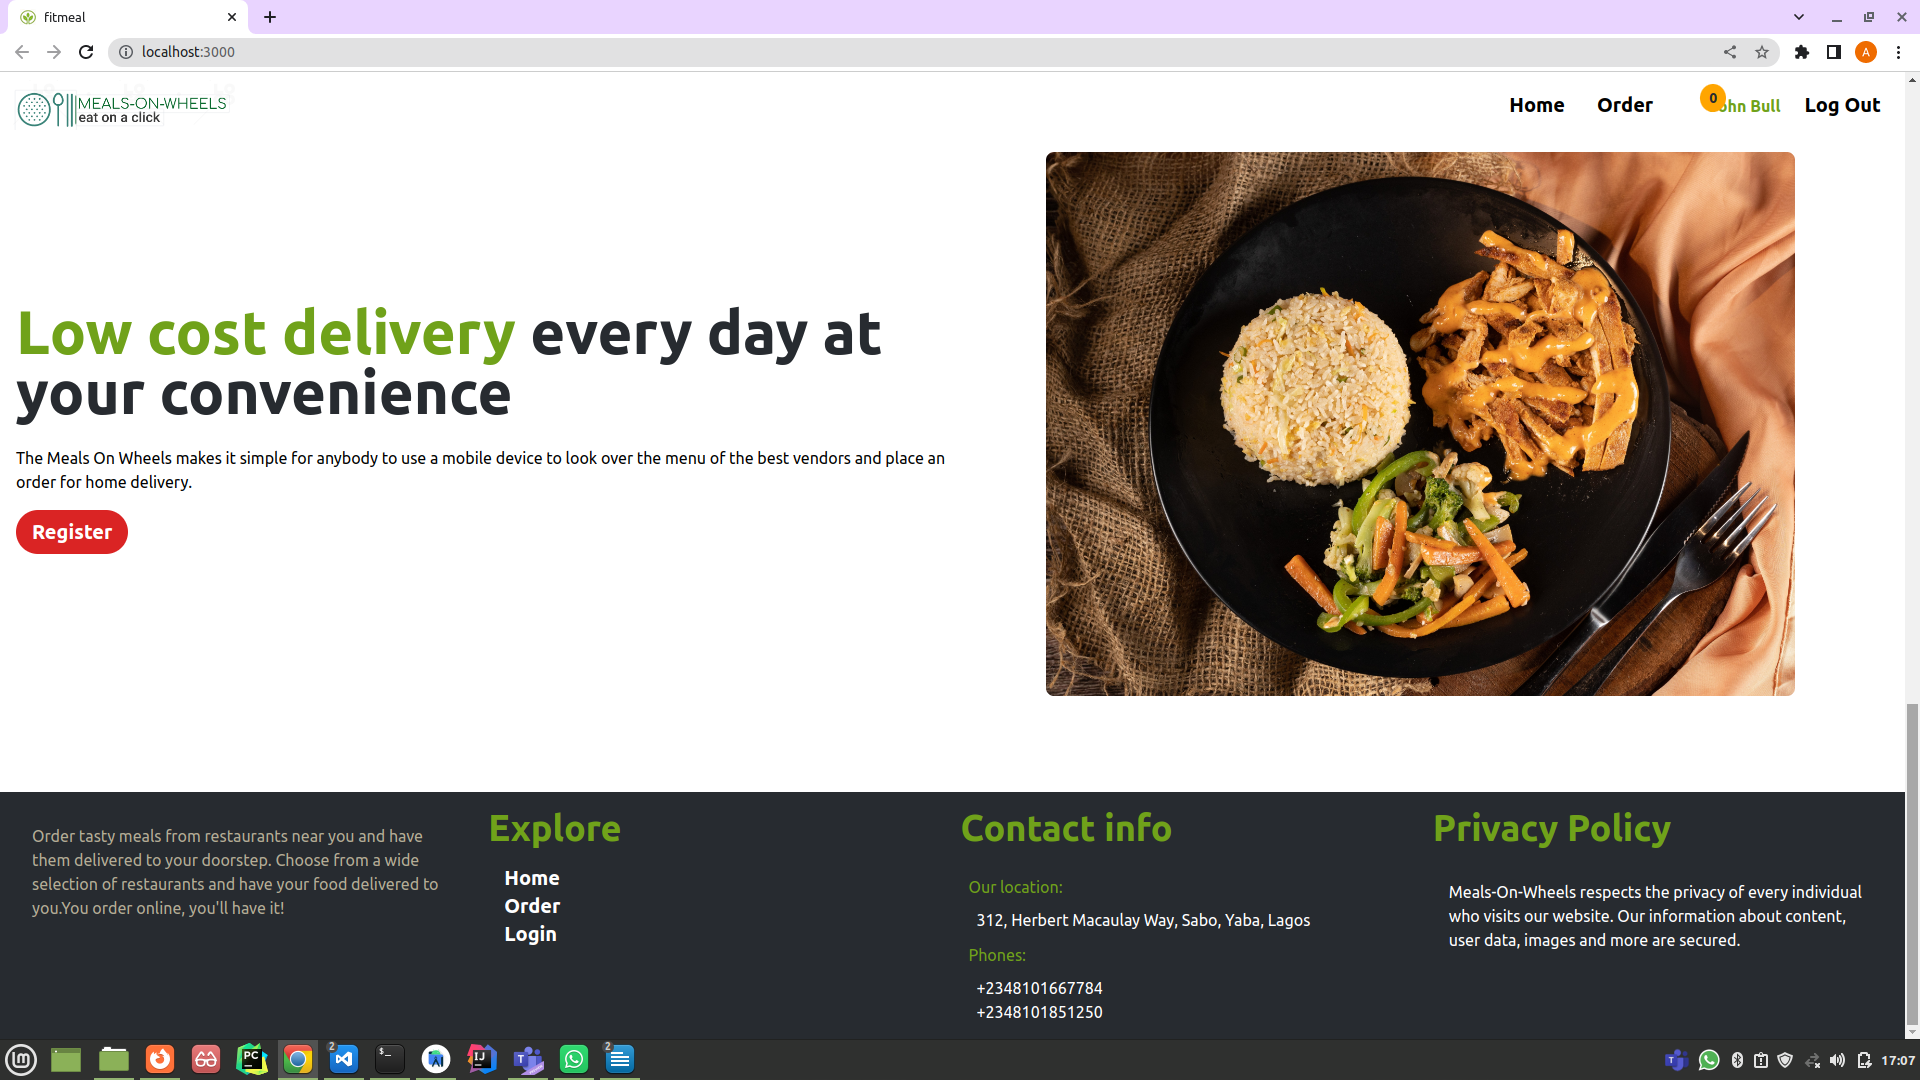 fitmeal
localhost:3000
A
MEALS-ON-WHEELS
eat on a click
Home
Order
0
ohn Bull
Log Out
Low cost delivery every day at
your convenience
The Meals On Wheels makes it simple for anybody to use a mobile device to look over the menu of the best vendors and place an
order for home delivery.
Register
Order tasty meals from restaurants near you and have
them delivered to your doorstep. Choose from a wide
selection of restaurants and have your food delivered to
you.You order online, you'll have it!
Explore
Home
Order
Login
Contact info
Our location:
312, Herbert Macaulay Way, Sabo, Yaba, Lagos
Phones:
+2348101667784
+2348101851250
Privacy Policy
Meals-On-Wheels respects the privacy of every individual
who visits our website. Our information about content,
user data, images and more are secured.
PC
2
IJ
T
2
T
17:07